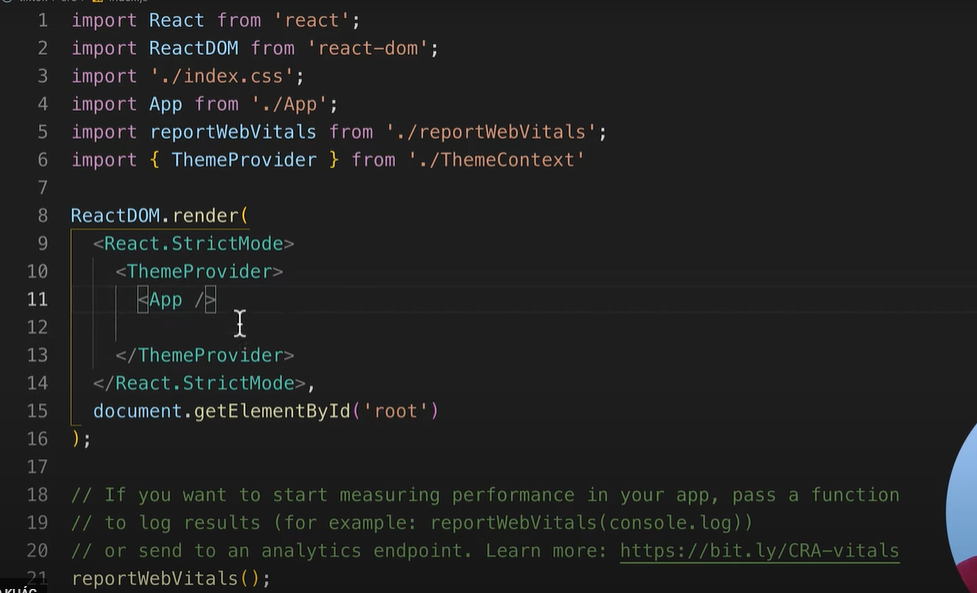 1 import React from 'react';
2 import ReactDOM from 'react-dom';
3 import './index.css';
4 import App from './App';
5 import reportWebVitals from './reportWebVitals';
6 import { ThemeProvider } from './ThemeContext'
7
8 ReactDOM.render(
9 <React.StrictMode>
10 <ThemeProvider>
11 <App />
12
13 </ThemeProvider>
14 </React.StrictMode>,
15 document.getElementById('root')
16 );
17
18 // If you want to start measuring performance in your app, pass a function
19 // to log results (for example: reportWebVitals(console.log))
20 // or send to an analytics endpoint. Learn more: https://bit.ly/CRA-vitals
21 reportWebVitals();
KHÁC